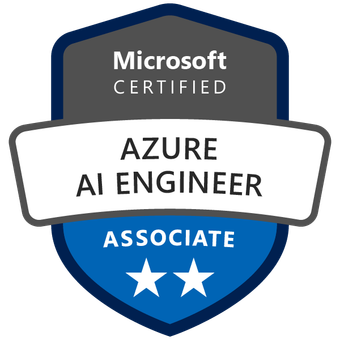 Microsoft
CERTIFIED
AZURE
AI ENGINEER
ASSOCIATE